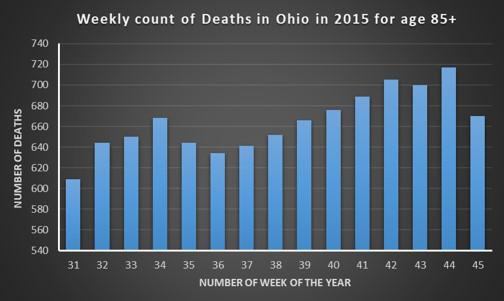 Weekly count of Deaths in Ohio in 2015 for age 85+
740
720
700
680
660
640
620
600
580
560
540
NUMBER OF DEATHS
31 32 33 34 35 36 37 38 39 40 41 42 43 44 45
NUMBER OF WEEK OF THE YEAR